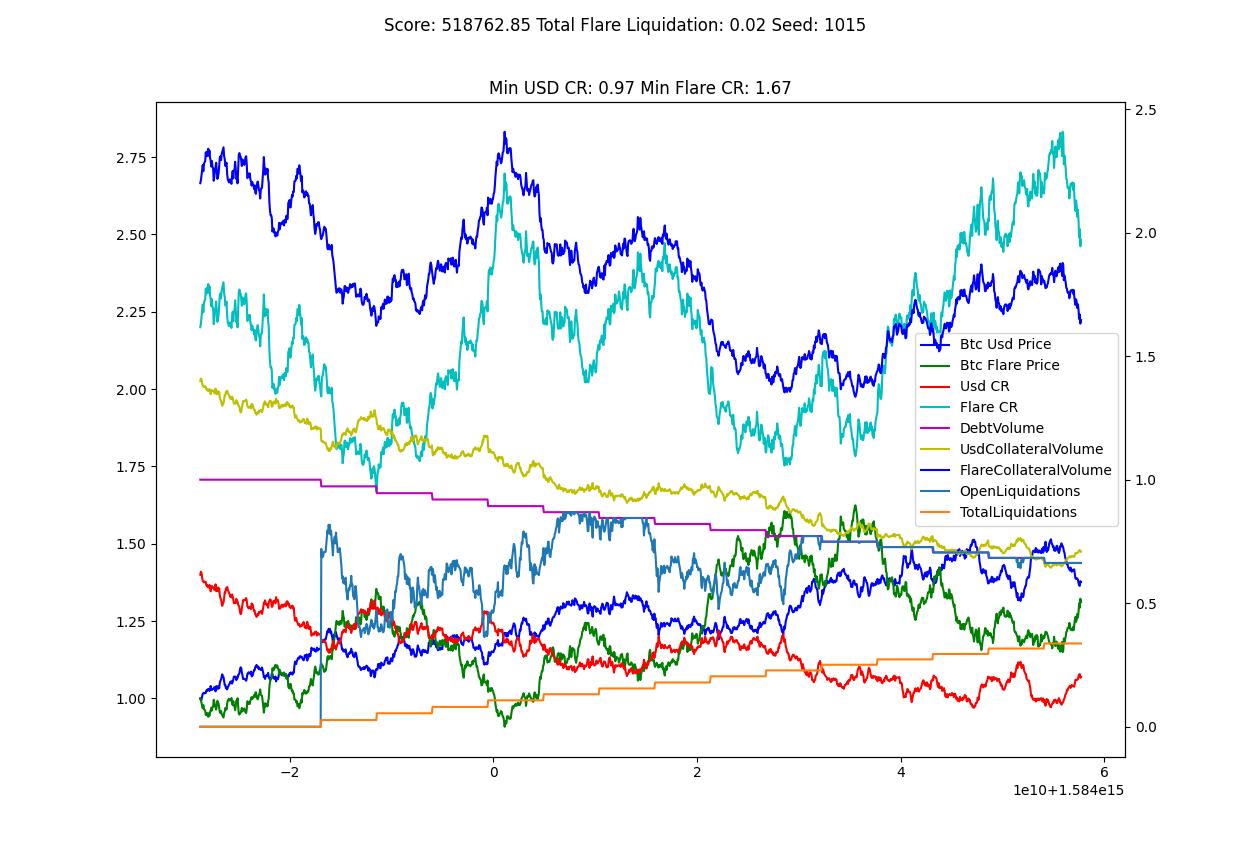 Score: 518762.85 Total Flare Liquidation: 0.02 Seed: 1015
Min USD CR: 0.97 Min Flare CR: 1.67
2.75
2.50
2.25
2.00
1.75
1.50
1.25
1.00
2.5
2.0
1.5
1.0
0.5
0.0
Btc Usd Price
Btc Flare Price
Usd CR
Flare CR
DebtVolume
UsdCollateralVolume
FlareCollateralVolume
OpenLiquidations
TotalLiquidations
−2 0 2 4 6
1e10+1.584e15